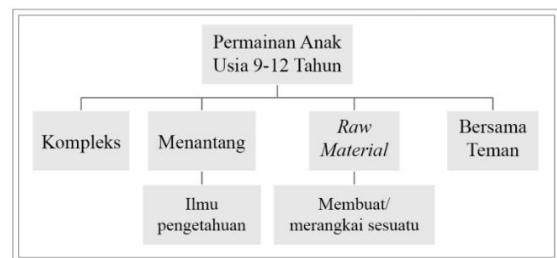 Permainan Anak
Usia 9-12 Tahun
Kompleks
Menantang
Raw
Material
Bersama
Teman
Ilmu
pengetahuan
Membuat/
merangkai sesuatu